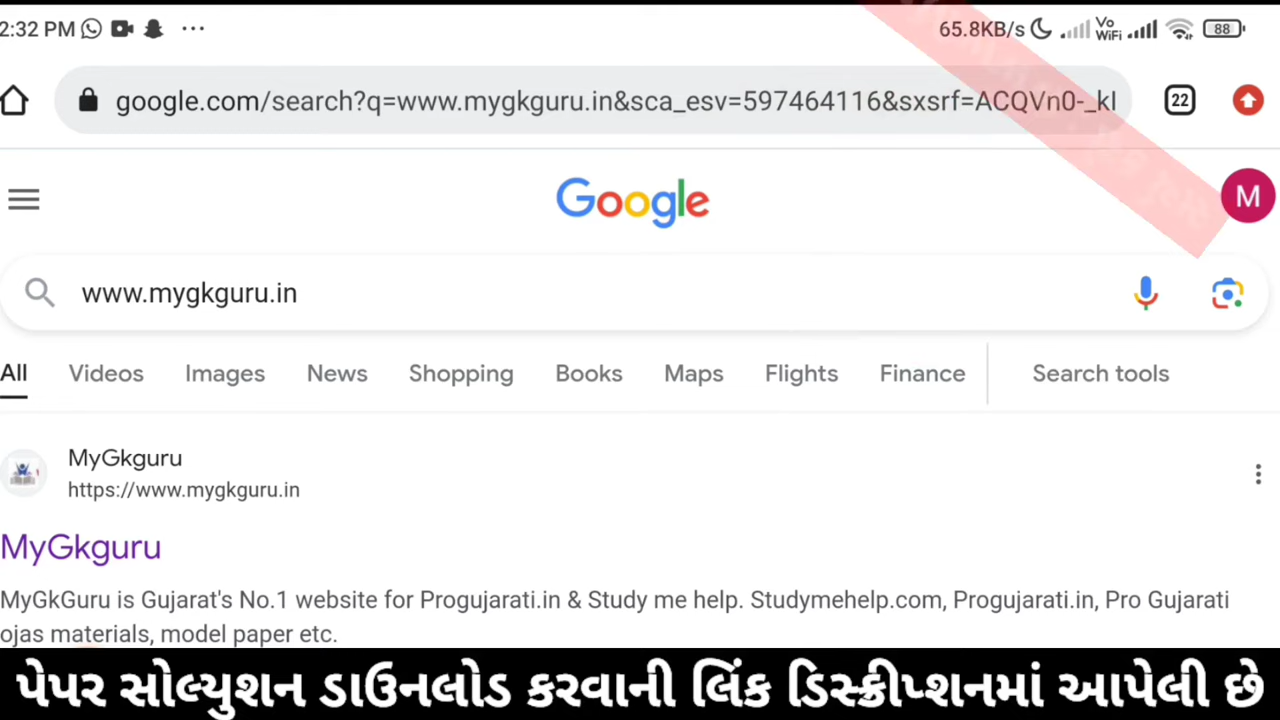 2:32 PM
65.8KB/s Vo WiFi 88
google.com/search?q=www.mygkguru.in&sca_esv=597464116&sxsrf=ACQVn0-_kI
22
Google
M
www.mygkguru.in
All Videos Images News Shopping Books Maps Flights Finance Search tools
MyGkguru
https://www.mygkguru.in
MyGkguru
MyGkGuru is Gujarat's No.1 website for Progujarati.in & Study me help. Studymehelp.com, Progujarati.in, Pro Gujarati
ojas materials, model paper etc.
પેપર સોલ્યુશન ડાઉનલોડ કરવાની લિંક ડિસ્ક્રીપ્શનમાં આપેલી છે